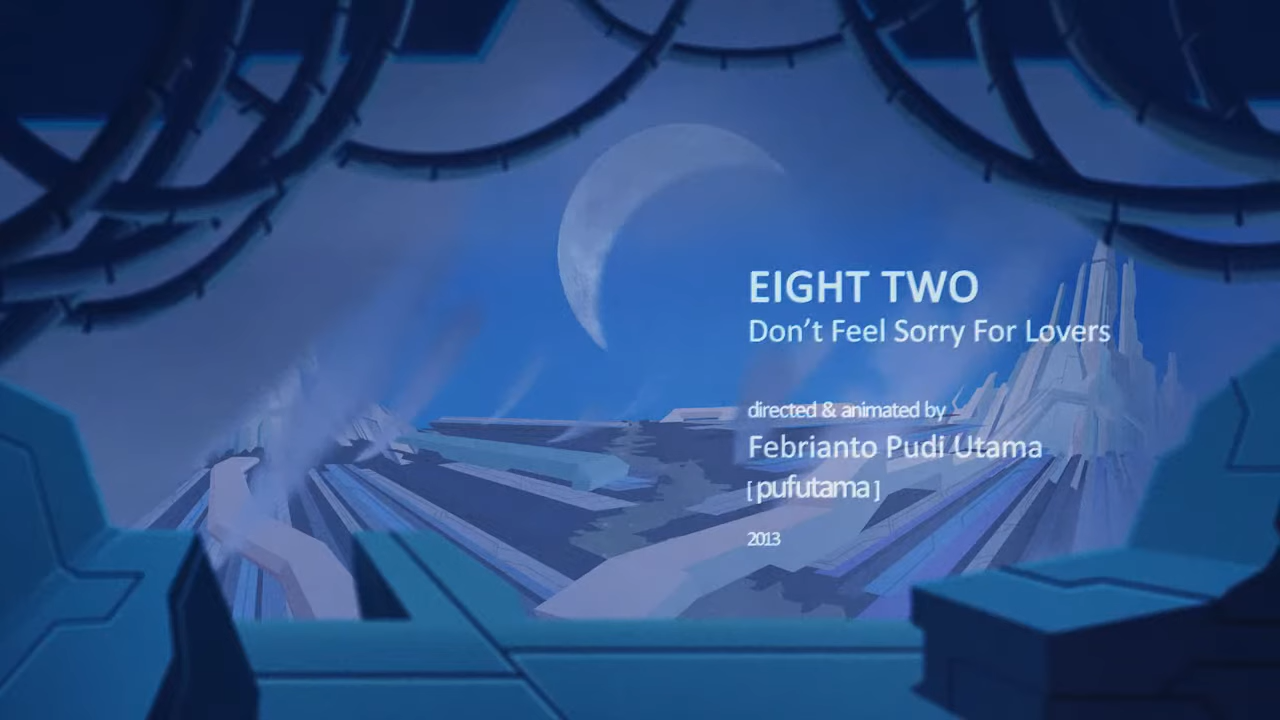 EIGHT TWO
Don’t Feel Sorry For Lovers
directed & animated by
Febrianto Pudi Utama
[ pufutama ]
2013